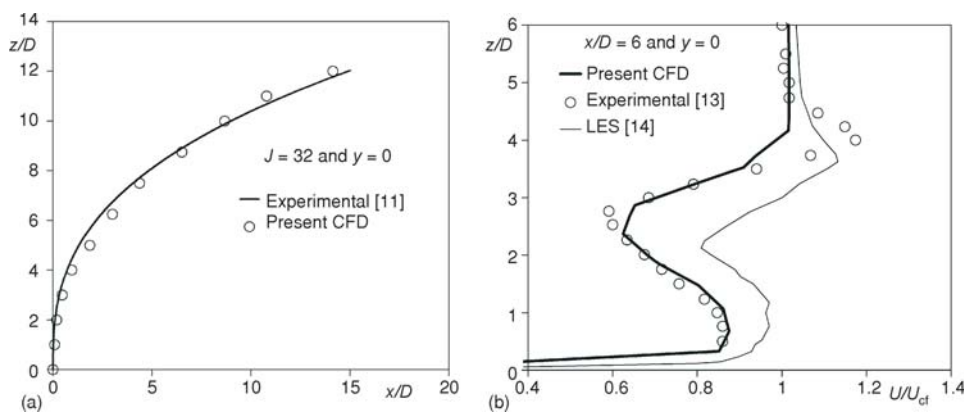 (a)
14
z/D
12
10
8
6
4
2
0
J = 32 and y = 0
Experimental [11]
Present CFD
0 5 10 15 20
x/D
(b)
6
z/D
5
4
3
2
1
0
x/D = 6 and y = 0
Present CFD
Experimental [13]
LES [14]
0.4 0.6 0.8 1 1.2 1.4
U/Ucf